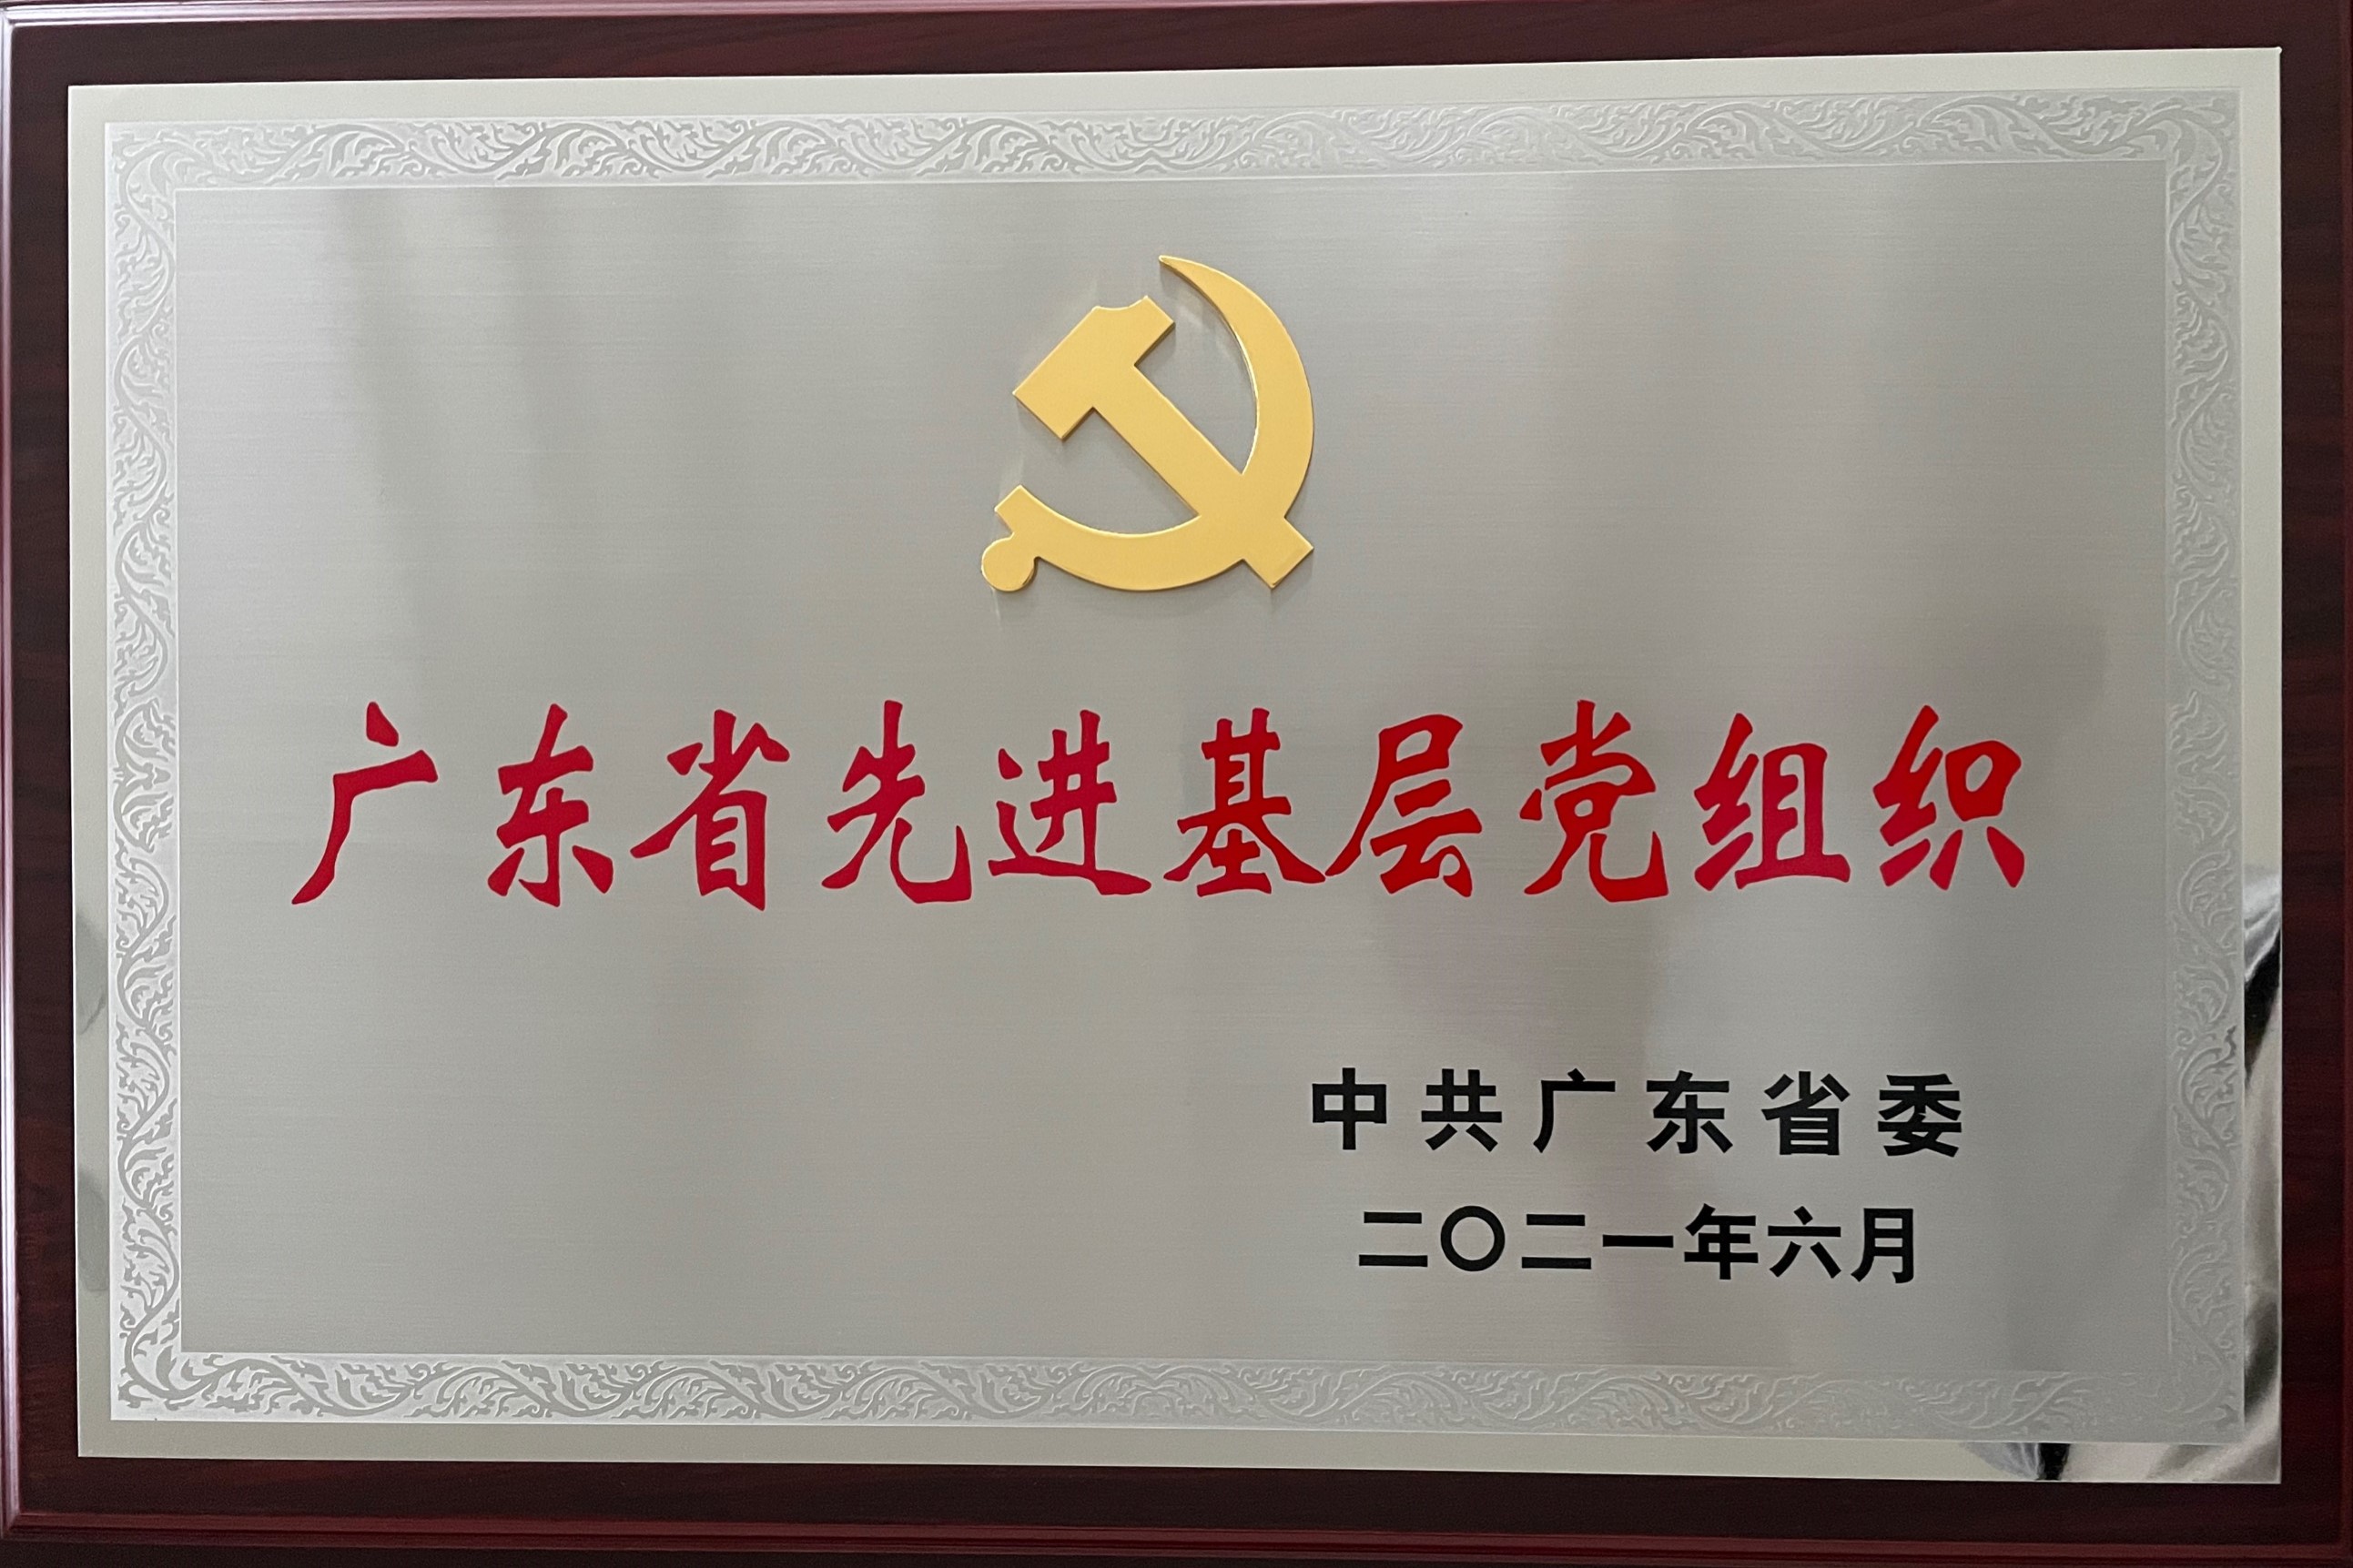 广东省先进基层党组织
中共广东省委
二〇二一年六月